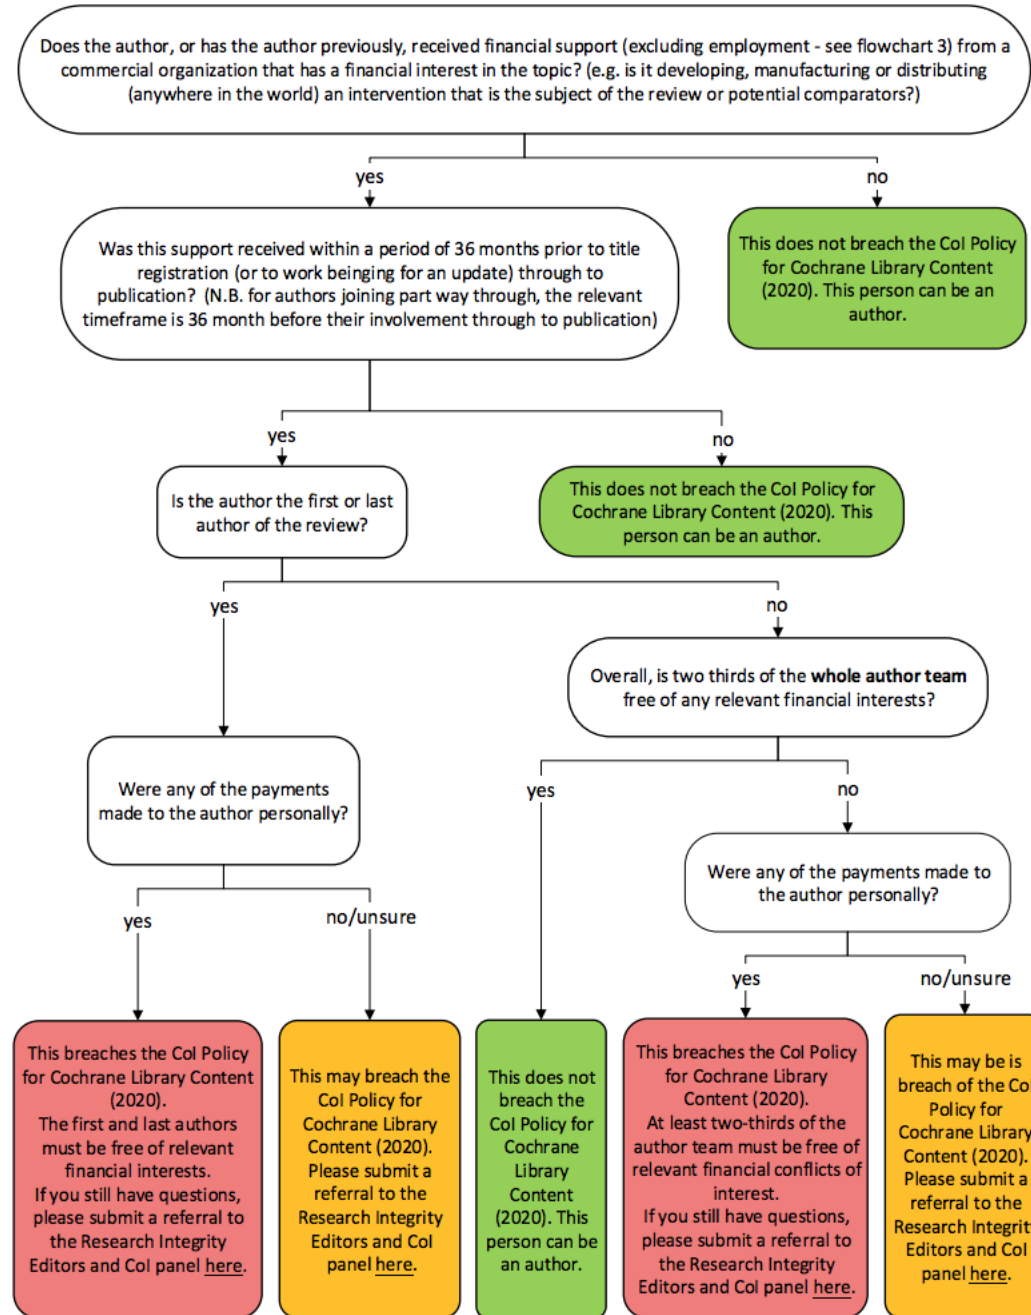 Does the author, or has the author previously, received financial support (excluding employment - see flowchart 3) from a
commercial organization that has a financial interest in the topic? (e.g. is it developing, manufacturing or distributing
(anywhere in the world) an intervention that is the subject of the review or potential comparators?)
yes
no
Was this support received within a period of 36 months prior to title
registration (or to work beinging for an update) through to
publication? (N.B. for authors joining part way through, the relevant
timeframe is 36 month before their involvement through to publication)
This does not breach the CoI Policy
for Cochrane Library Content
(2020). This person can be an
author.
yes
no
Is the author the first or last
author of the review?
This does not breach the CoI Policy for
Cochrane Library Content (2020). This
person can be an author.
yes
no
Overall, is two thirds of the whole author team
free of any relevant financial interests?
Were any of the payments
made to the author personally?
yes
no
Were any of the payments made to
the author personally?
yes
no/unsure
yes
no/unsure
This breaches the CoI Policy
for Cochrane Library Content
(2020).
The first and last authors
must be free of relevant
financial interests.
If you still have questions,
please submit a referral to
the Research Integrity
Editors and CoI panel here.
This may breach the
CoI Policy for
Cochrane Library
Content (2020).
Please submit a
referral to the
Research Integrity
Editors and CoI
panel here.
This does not
breach the
CoI Policy for
Cochrane
Library
Content
(2020). This
person can be
an author.
This breaches the CoI Policy
for Cochrane Library
Content (2020).
At least two-thirds of the
author team must be free of
relevant financial conflicts of
interest.
If you still have questions,
please submit a referral to
the Research Integrity
Editors and CoI panel here.
This may be is
breach of the CoI
Policy for
Cochrane Library
Content (2020).
Please submit a
referral to the
Research Integrity
Editors and CoI
panel here.